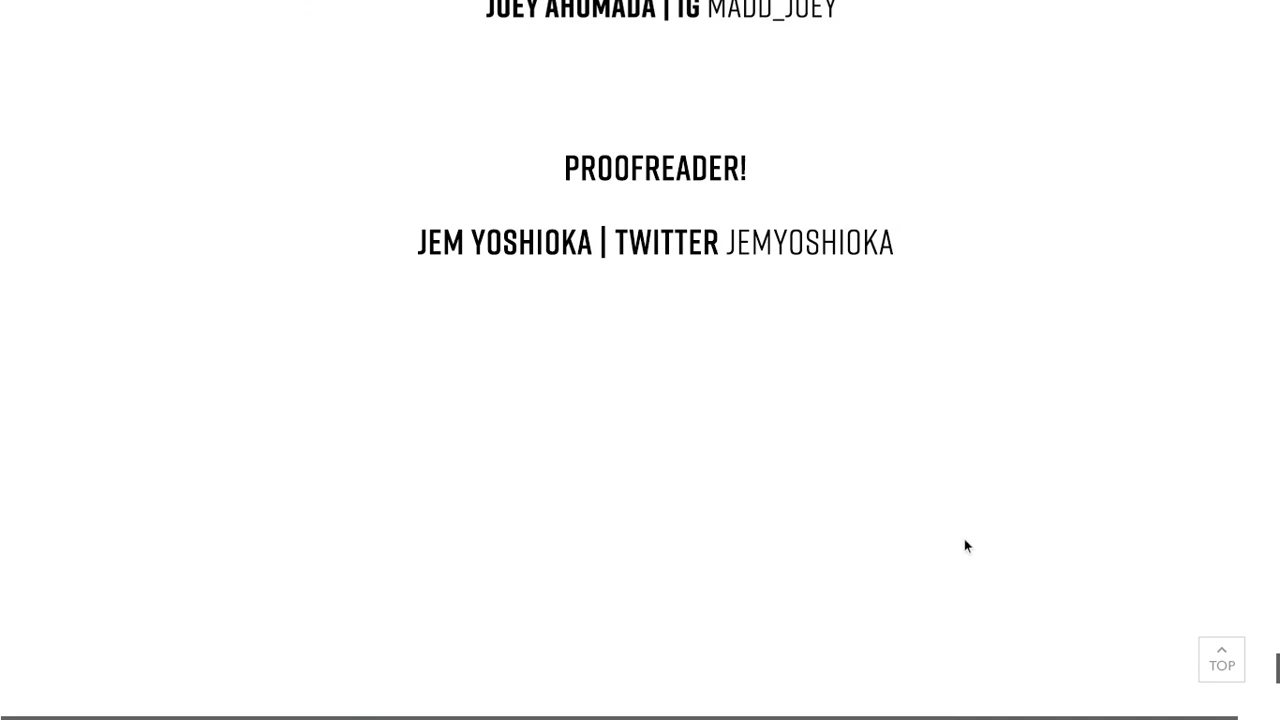 JOEY AHUMADA | IG MADD_JOEY
PROOFREADER!
JEM YOSHIOKA | TWITTER JEMYOSHIOKA
TOP